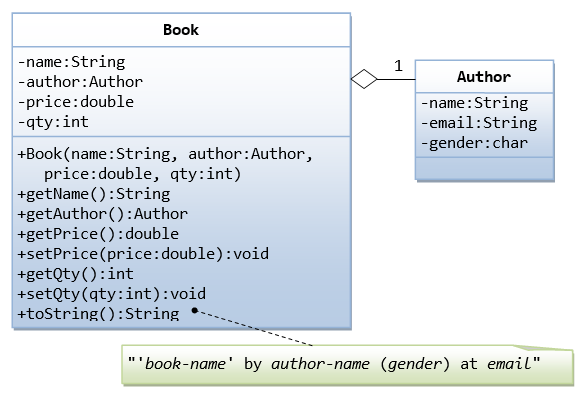 Book
-name:String
-author:Author
-price:double
-qty:int
+Book(name:String, author:Author,
price:double, qty:int)
+getName():String
+getAuthor():Author
+getPrice():double
+setPrice(price:double):void
+getQty():int
+setQty(qty:int):void
+toString():String
1
Author
-name:String
-email:String
-gender:char
"'book-name' by author-name (gender) at email"